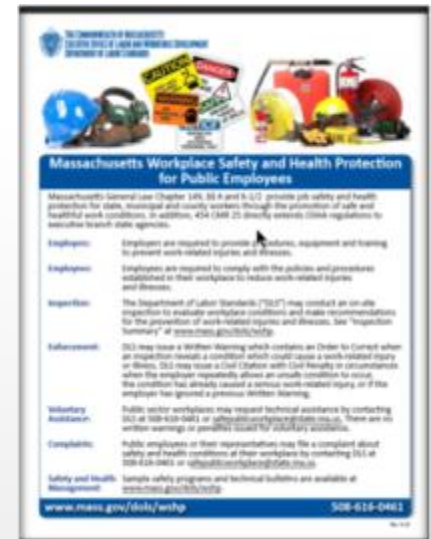 THE COMMONWEALTH OF MASSACHUSETTS
EXECUTIVE OFFICE OF LABOR AND WORKFORCE DEVELOPMENT
DEPARTMENT OF LABOR STANDARDS
CAUTION
DANGER
Massachusetts Workplace Safety and Health Protection
for Public Employees
Massachusetts General Law Chapter 149, §6 A and 6-1/2 provide job safety and health
protection for state, municipal and county workers through the promotion of safe and
healthful work conditions. In addition, 454 CMR 25 directly extends OSHA regulations to
executive branch state agencies.
Employers: Employers are required to provide procedures, equipment and training
to prevent work-related injuries and illnesses.
Employees: Employees are required to comply with the policies and procedures
established in their workplace to reduce work-related injuries
and illnesses.
Inspection: The Department of Labor Standards ("DLS") may conduct an on-site
inspection to evaluate workplace conditions and make recommendations
for the prevention of work-related injuries and illnesses. See "Inspection
Summary" at www.mass.gov/dols/wshp.
Enforcement: DLS may issue a Written Warning which contains an Order to Correct when
an inspection reveals a condition which could cause a work-related injury
or illness. DLS may issue a Civil Citation with Civil Penalty in circumstances
when the employer repeatedly allows an unsafe condition to occur,
the condition has already caused a serious work-related injury, or if the
employer has ignored a previous Written Warning.
Voluntary Public sector workplaces may request technical assistance by contacting
Assistance: DLS at 508-616-0461 or safepublicworkplace@state.ma.us. There are no
written warnings or penalties issued for voluntary assistance.
Complaints: Public employees or their representatives may file a complaint about
safety and health conditions at their workplace by contacting DLS at
508-616-0461 or safepublicworkplace@state.ma.us.
Safety and Health Sample safety programs and technical bulletins are available at
Management: www.mass.gov/dols/wshp.
www.mass.gov/dols/wshp 508-616-0461